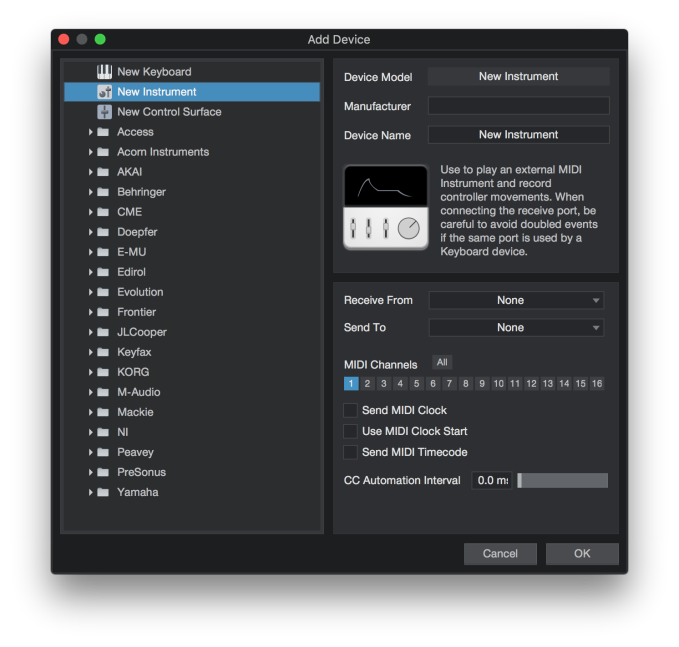 Add Device
New Keyboard
New Instrument
New Control Surface
Access
Acorn Instruments
AKAI
Behringer
CME
Doepfer
E-MU
Edirol
Evolution
Frontier
JLCooper
Keyfax
KORG
M-Audio
Mackie
NI
Peavey
PreSonus
Yamaha
Device Model New Instrument
Manufacturer
Device Name New Instrument
Use to play an external MIDI
Instrument and record
controller movements. When
connecting the receive port, be
careful to avoid doubled events
if the same port is used by a
Keyboard device.
Receive From None
Send To None
MIDI Channels All
1 2 3 4 5 6 7 8 9 10 11 12 13 14 15 16
Send MIDI Clock
Use MIDI Clock Start
Send MIDI Timecode
CC Automation Interval 0.0 ms
Cancel OK